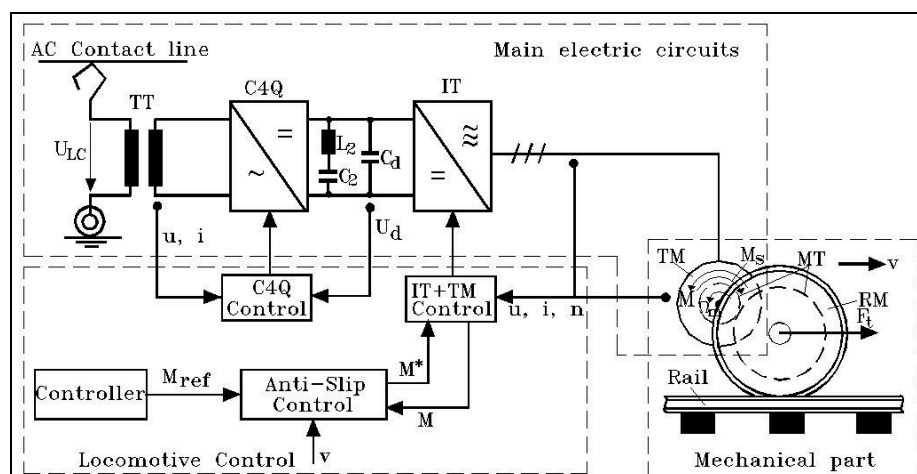 AC Contact line
Main electric circuits
TT
C4Q
IT
U_LC
=
~
L2
C2
Cd
≈
=
u, i
Ud
C4Q
Control
IT+TM
Control
u, i, n
TM
Ms
MT
v
M
RM
Ft
M*
M
Controller
Mref
Anti-Slip
Control
v
Rail
Locomotive Control
Mechanical part